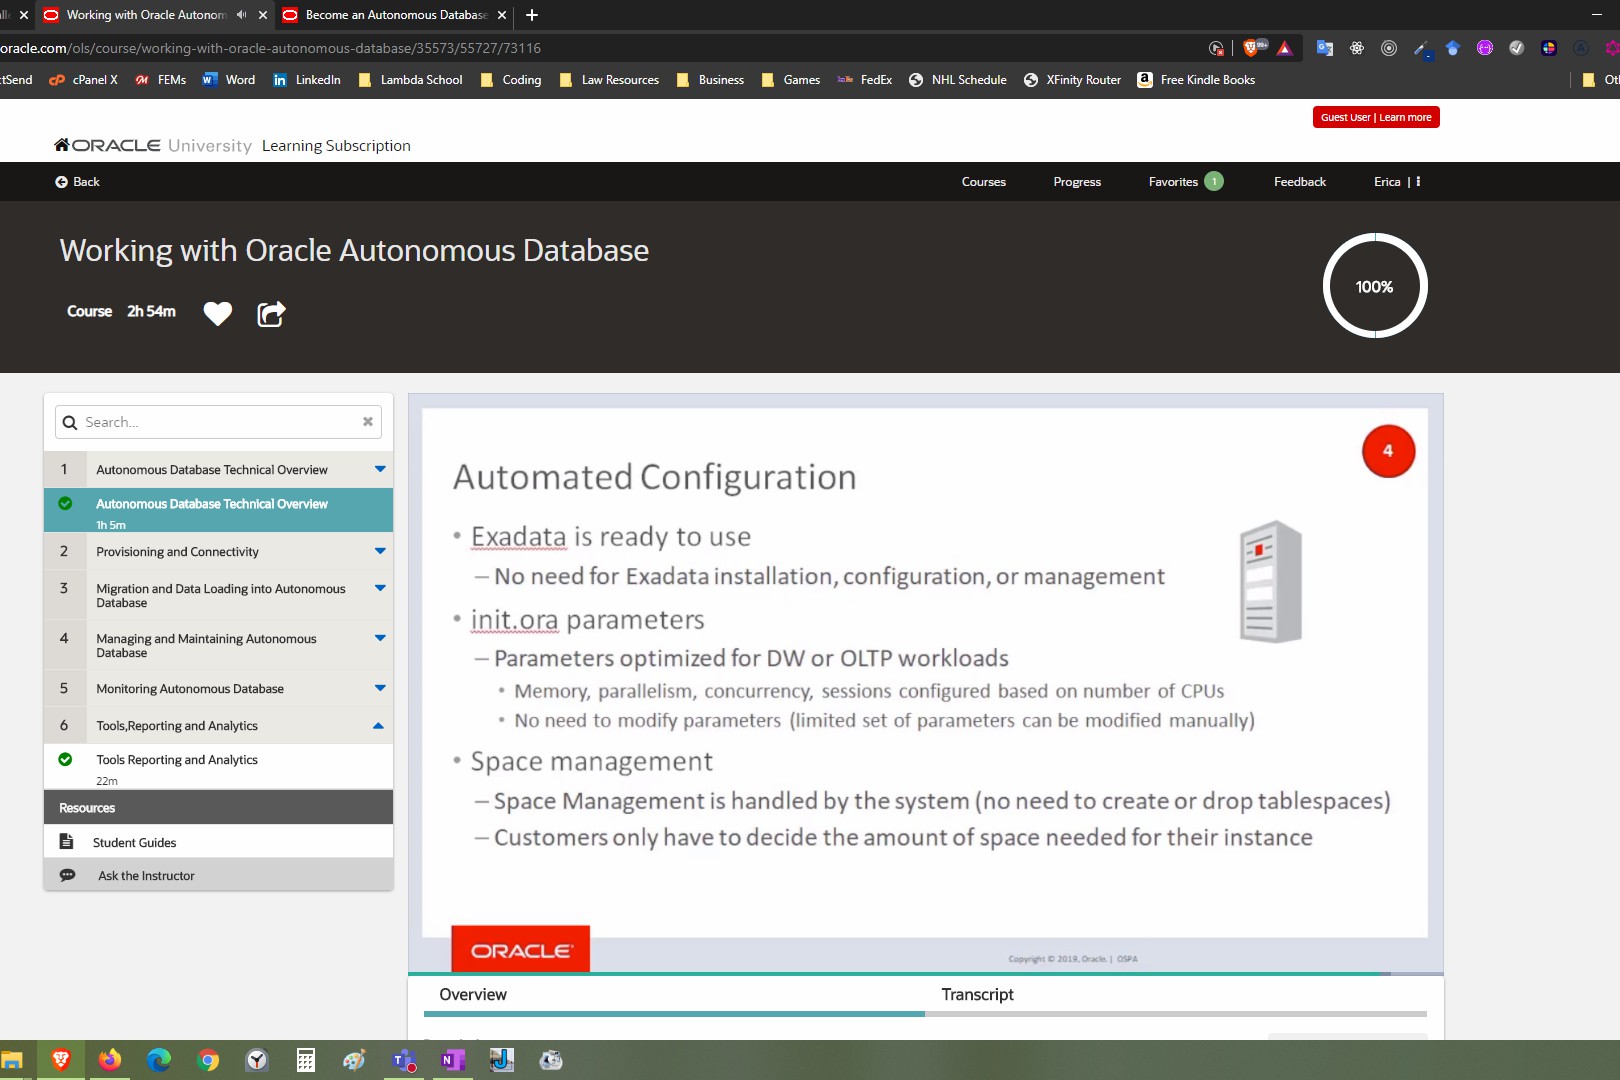 Working with Oracle Autonom
Become an Autonomous Database
oracle.com/ols/course/working-with-oracle-autonomous-database/35573/55727/73116
99+
ctSend
cPanel X
FEMs
Word
LinkedIn
Lambda School
Coding
Law Resources
Business
Games
FedEx
NHL Schedule
XFinity Router
Free Kindle Books
Guest User | Learn more
ORACLE University Learning Subscription
Back
Courses
Progress
Favorites 1
Feedback
Erica |
Working with Oracle Autonomous Database
Course 2h 54m
100%
Search...
1 Autonomous Database Technical Overview
Autonomous Database Technical Overview
1h 5m
2 Provisioning and Connectivity
3 Migration and Data Loading into Autonomous
Database
4 Managing and Maintaining Autonomous
Database
5 Monitoring Autonomous Database
6 Tools,Reporting and Analytics
Tools Reporting and Analytics
22m
Resources
Student Guides
Ask the Instructor
4
Automated Configuration
• Exadata is ready to use
– No need for Exadata installation, configuration, or management
• init.ora parameters
– Parameters optimized for DW or OLTP workloads
• Memory, parallelism, concurrency, sessions configured based on number of CPUs
• No need to modify parameters (limited set of parameters can be modified manually)
• Space management
– Space Management is handled by the system (no need to create or drop tablespaces)
– Customers only have to decide the amount of space needed for their instance
ORACLE
Copyright © 2019, Oracle. | OSPA
Overview
Transcript